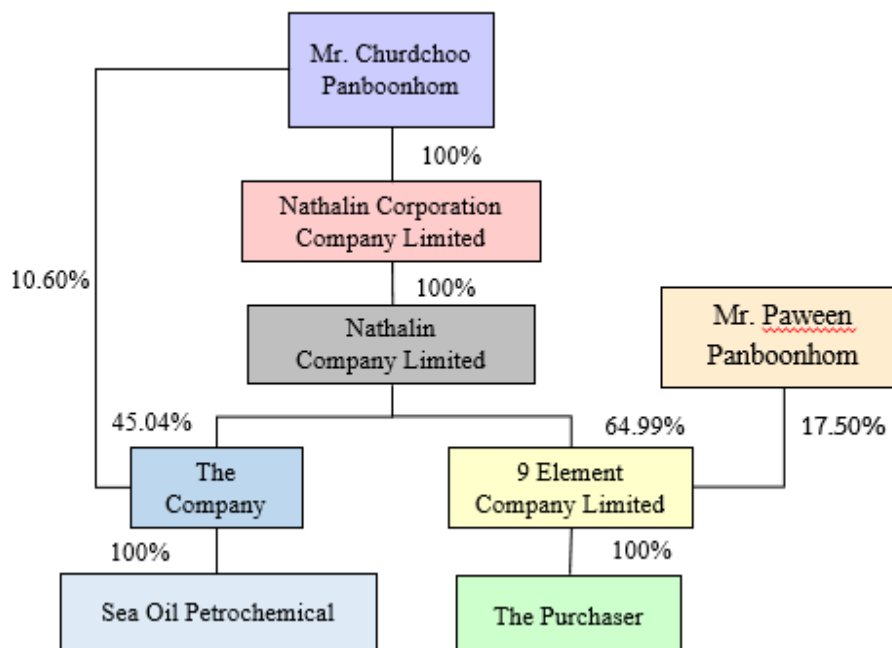 Mr. Churdchoo
Panboonhom
100%
Nathalin Corporation
Company Limited
10.60%
100%
Nathalin
Company Limited
Mr. Paween
Panboonhom
45.04%
64.99%
17.50%
The
Company
9 Element
Company Limited
100%
100%
Sea Oil Petrochemical
The Purchaser